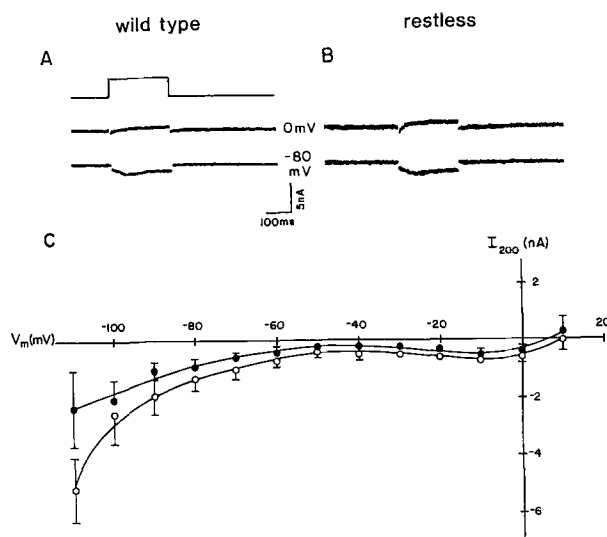 wild type
restless
A
B
0mV
-80
mV
5nA
100ms
C
I200 (nA)
Vm(mV)
-100
-80
-60
-40
-20
20
2
-2
-4
-6